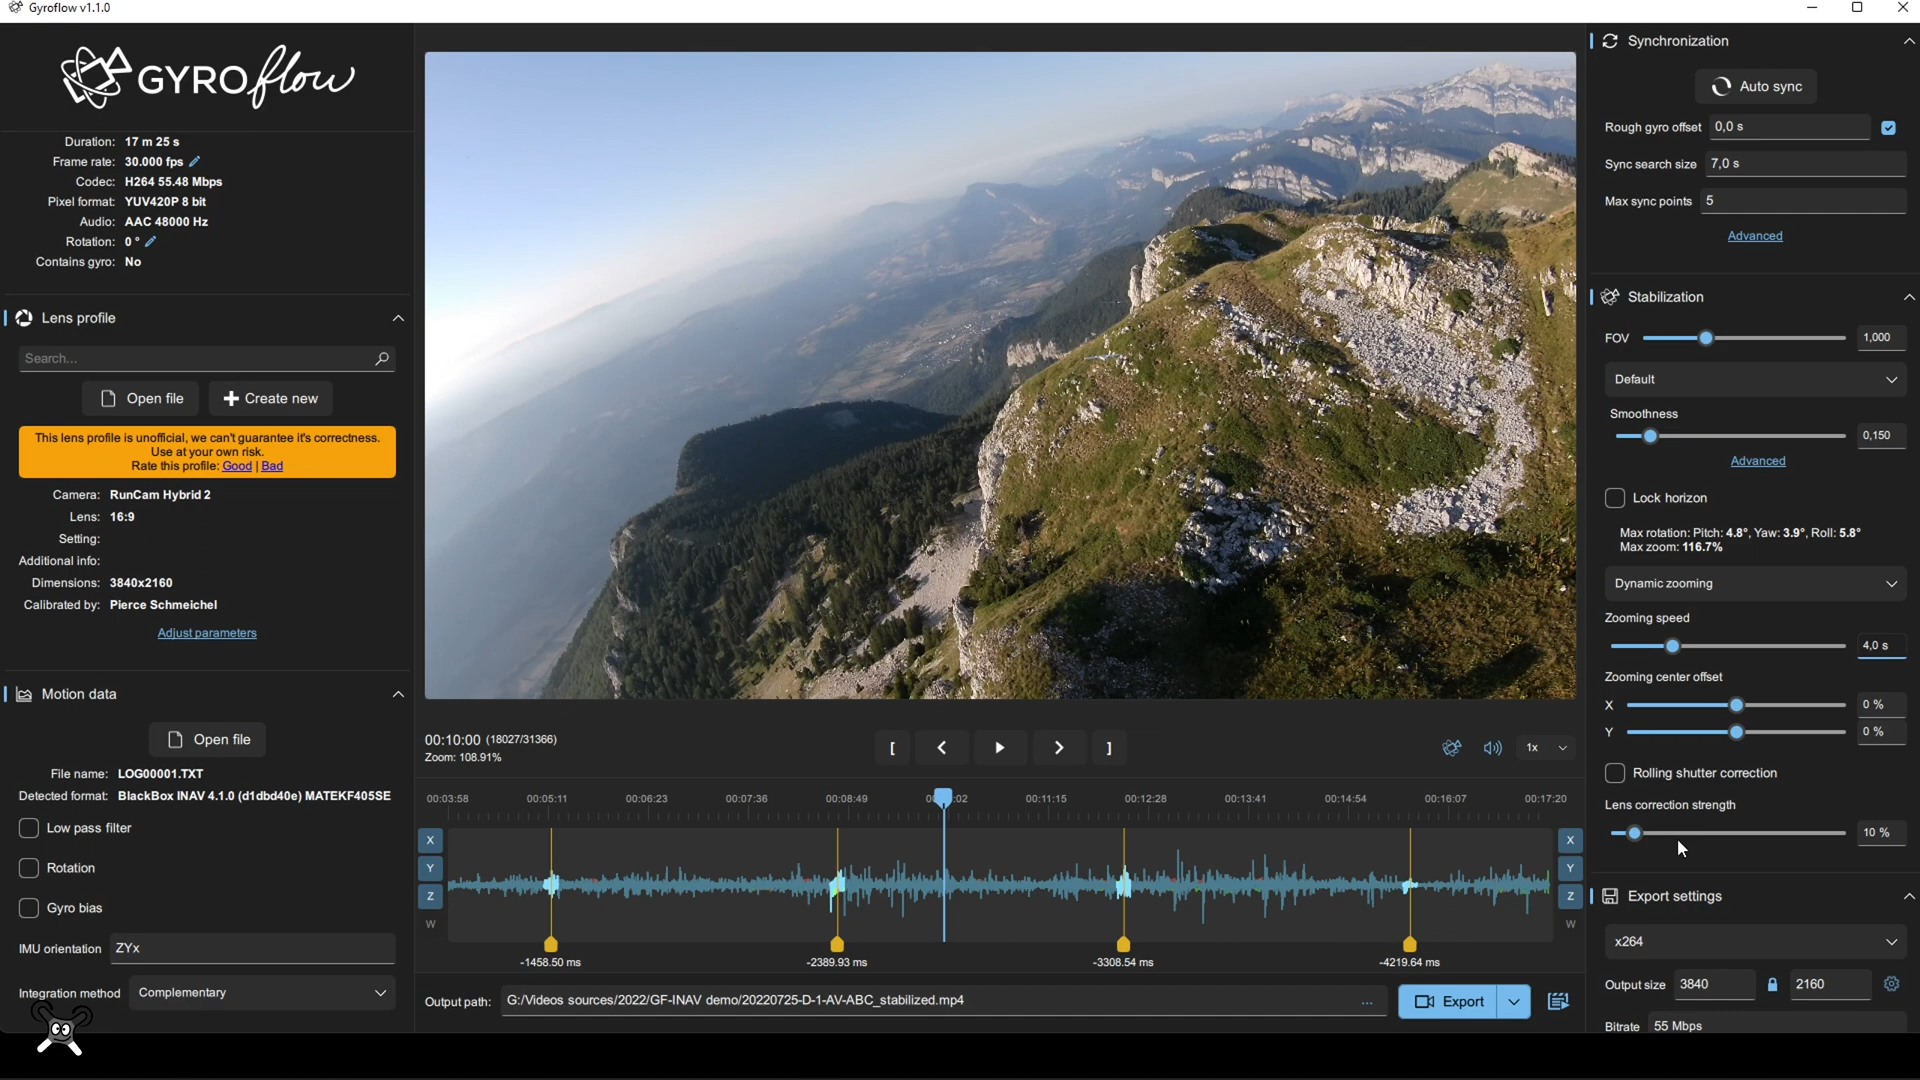 Gyroflow v1.1.0
GYROflow
Duration: 17 m 25 s
Frame rate: 30.000 fps
Codec: H264 55.48 Mbps
Pixel format: YUV420P 8 bit
Audio: AAC 48000 Hz
Rotation: 0 °
Contains gyro: No
Lens profile
Search...
Open file
Create new
This lens profile is unofficial, we can't guarantee it's correctness.
Use at your own risk.
Rate this profile: Good | Bad
Camera: RunCam Hybrid 2
Lens: 16:9
Setting:
Additional info:
Dimensions: 3840x2160
Calibrated by: Pierce Schmeichel
Adjust parameters
Motion data
Open file
File name: LOG00001.TXT
Detected format: BlackBox INAV 4.1.0 (d1dbd40e) MATEKF405SE
Low pass filter
Rotation
Gyro bias
IMU orientation ZYx
Integration method Complementary
00:10:00 (18027/31366)
Zoom: 108.91%
[
]
1x
00:03:58 00:05:11 00:06:23 00:07:36 00:08:49 00:10:02 00:11:15 00:12:28 00:13:41 00:14:54 00:16:07 00:17:20
X X
Y Y
Z Z
W W
-1458.50 ms -2389.93 ms -3308.54 ms -4219.64 ms
Output path: G:/Videos sources/2022/GF-INAV demo/20220725-D-1-AV-ABC_stabilized.mp4 ...
Export
Synchronization
Auto sync
Rough gyro offset 0,0 s
Sync search size 7,0 s
Max sync points 5
Advanced
Stabilization
FOV 1,000
Default
Smoothness
0,150
Advanced
Lock horizon
Max rotation: Pitch: 4.8°, Yaw: 3.9°, Roll: 5.8°
Max zoom: 116.7%
Dynamic zooming
Zooming speed
4,0 s
Zooming center offset
X 0 %
Y 0 %
Rolling shutter correction
Lens correction strength
10 %
Export settings
x264
Output size 3840 2160
Bitrate 55 Mbps